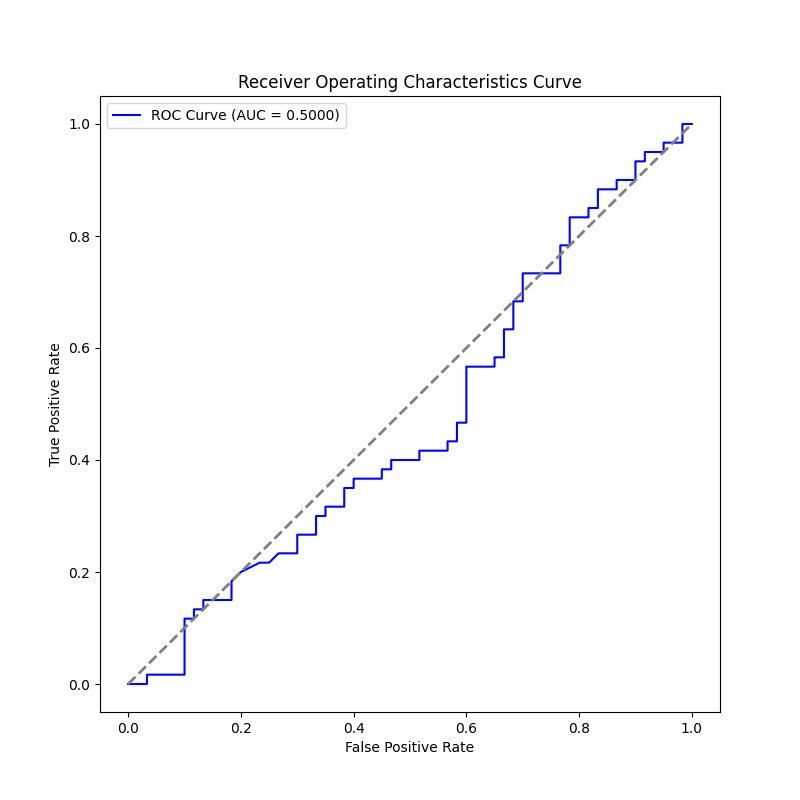 Receiver Operating Characteristics Curve
ROC Curve (AUC = 0.5000)
1.0
0.8
0.6
0.4
0.2
0.0
True Positive Rate
0.0 0.2 0.4 0.6 0.8 1.0
False Positive Rate